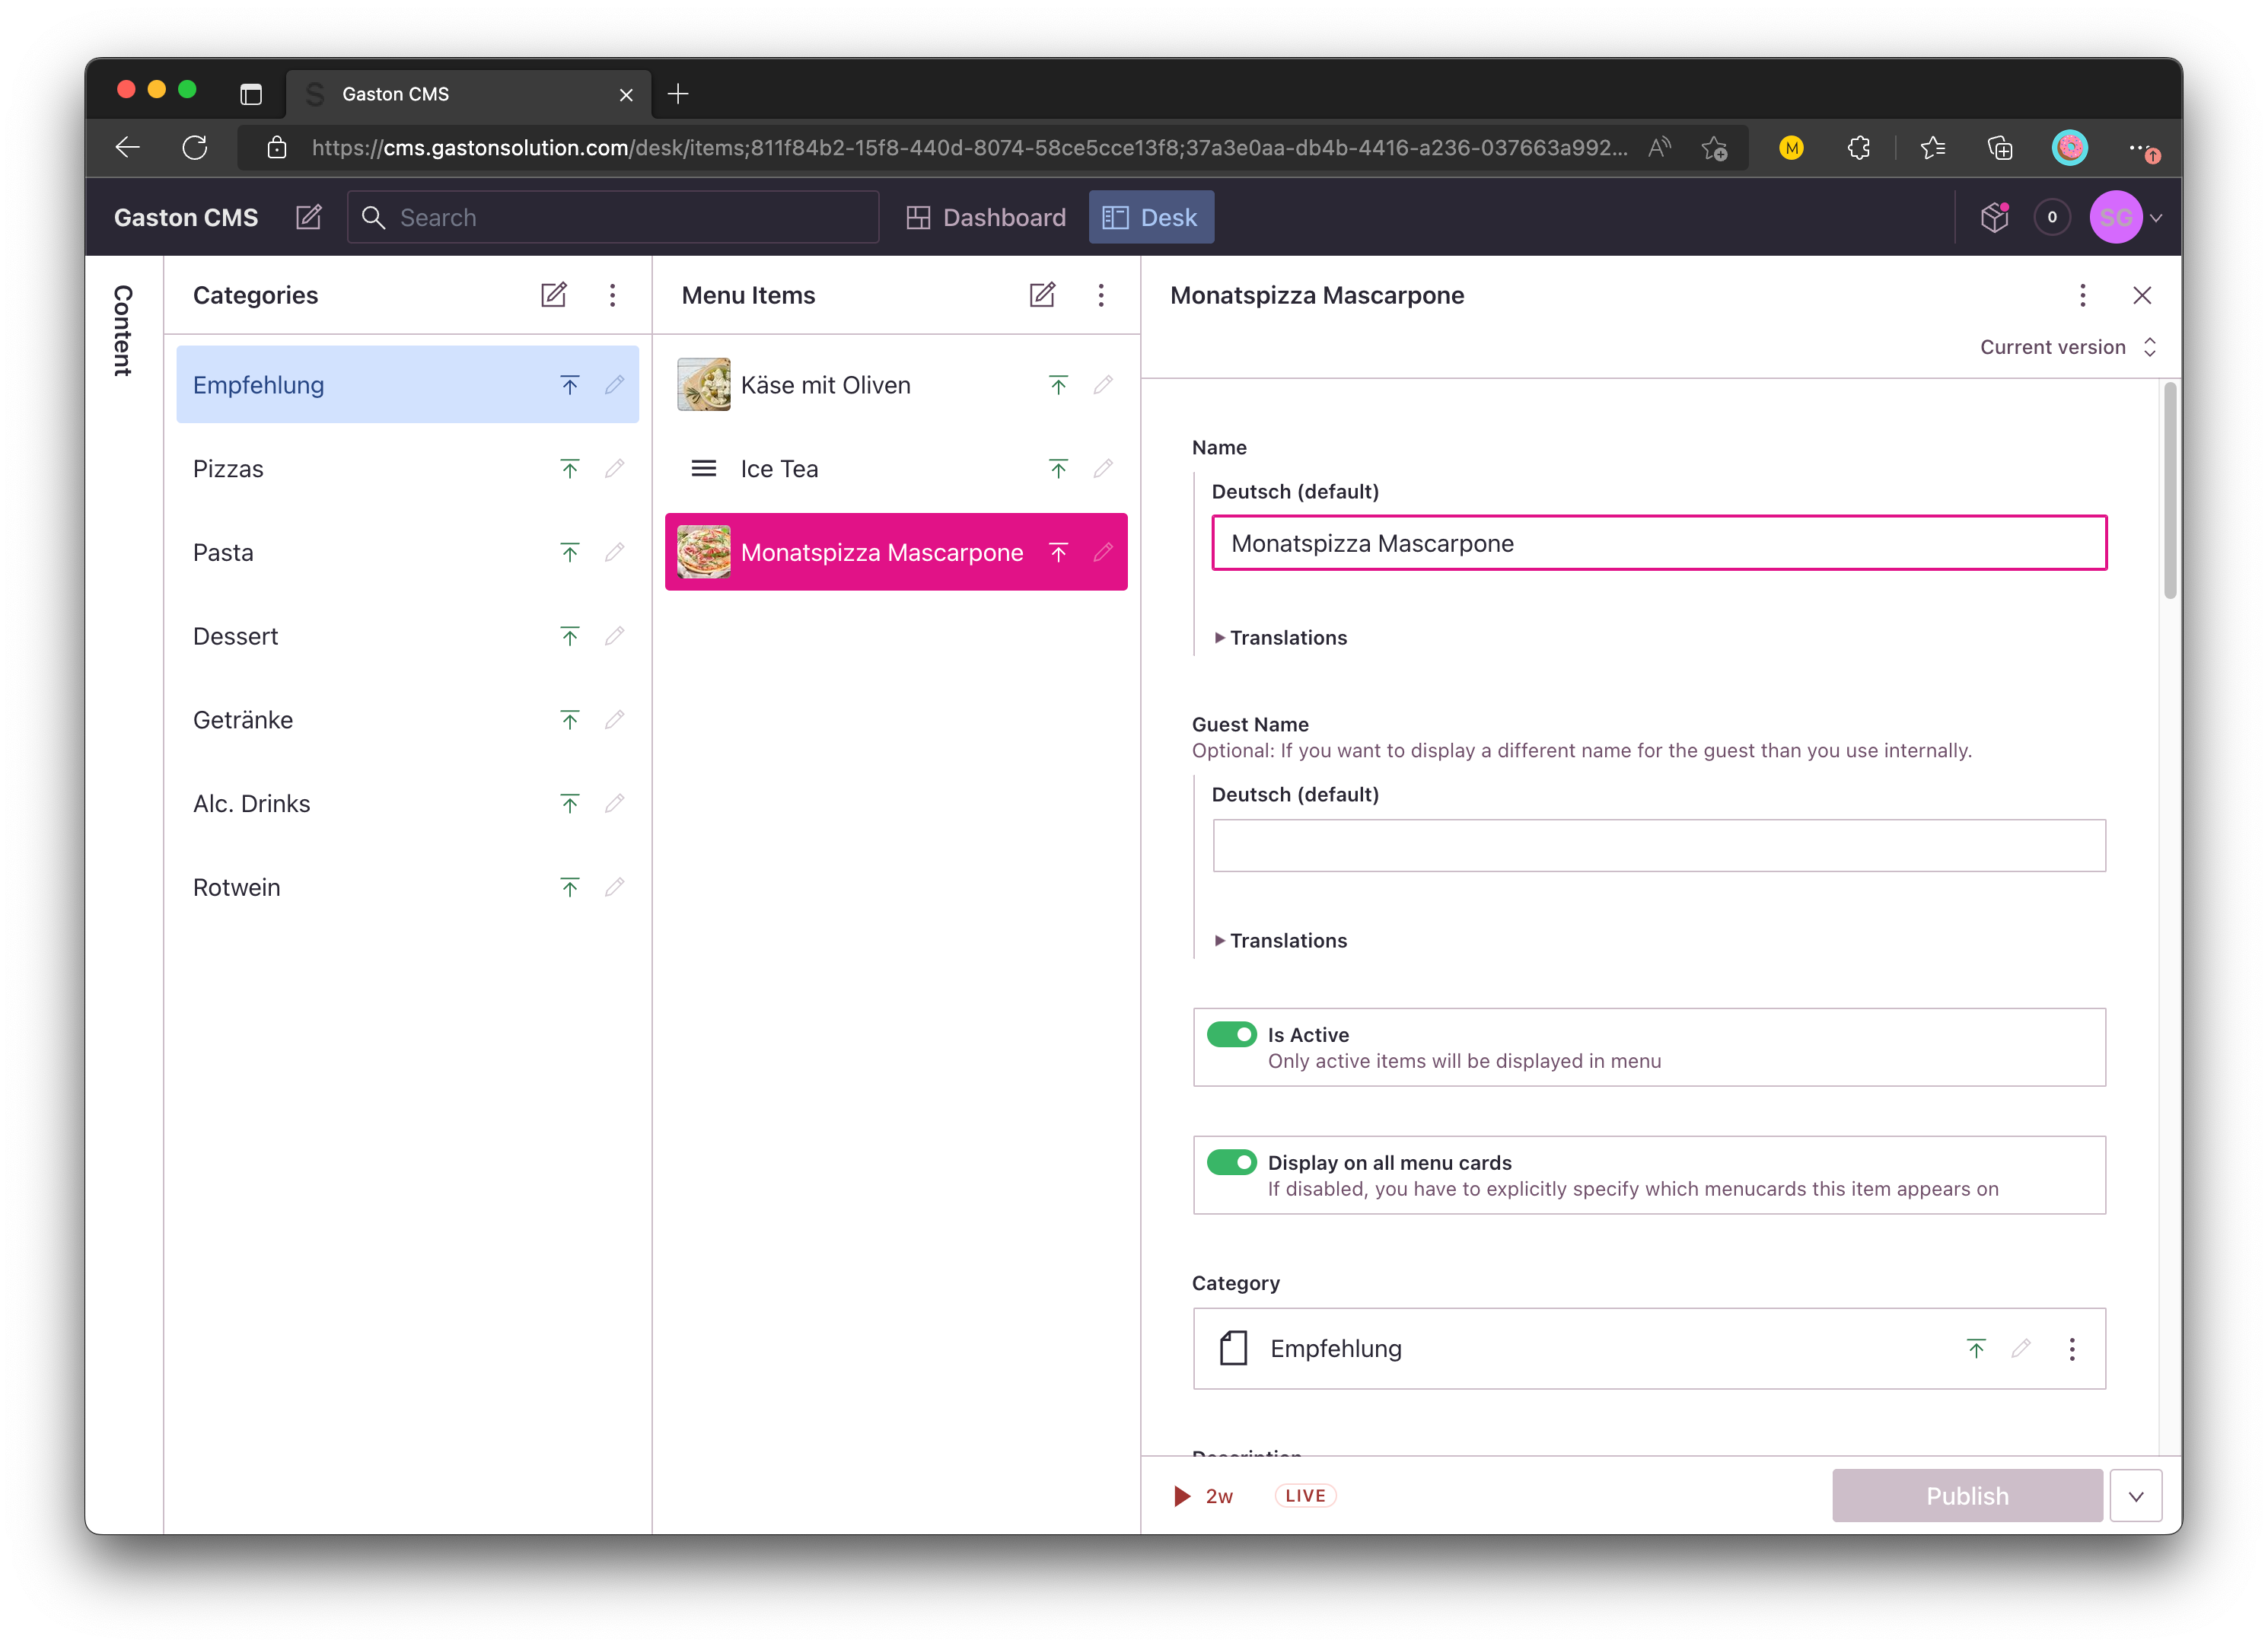 Gaston CMS
https://cms.gastonsolution.com/desk/items;811f84b2-15f8-440d-8074-58ce5cce13f8;37a3e0aa-db4b-4416-a236-037663a992...
M
Gaston CMS
Search
Dashboard
Desk
0
SG
Content
Categories
Empfehlung
Pizzas
Pasta
Dessert
Getränke
Alc. Drinks
Rotwein
Menu Items
Käse mit Oliven
Ice Tea
Monatspizza Mascarpone
Monatspizza Mascarpone
Current version
Name
Deutsch (default)
Monatspizza Mascarpone
Translations
Guest Name
Optional: If you want to display a different name for the guest than you use internally.
Deutsch (default)
Translations
Is Active
Only active items will be displayed in menu
Display on all menu cards
If disabled, you have to explicitly specify which menucards this item appears on
Category
Empfehlung
Description
2w
LIVE
Publish